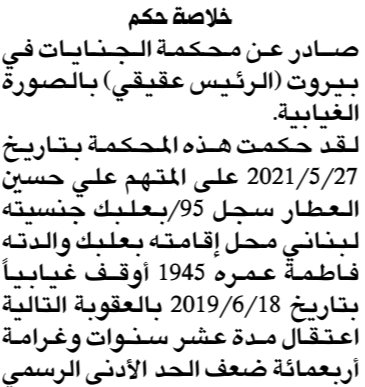 خلاصة حكم
صادر عن محكمة الجنايات في
بيروت (الرئيس عقيقي) بالصورة
الغيابية.
لقد حكمت هذه المحكمة بتاريخ
2021/5/27 على المتهم علي حسين
العطار سجل 95/بعلبك جنسيته
لبناني محل إقامته بعلبك والدته
فاطمة عمره 1945 أوقف غيابياً
بتاريخ 2019/6/18 بالعقوبة التالية
اعتقال مدة عشر سنوات وغرامة
أربعمائة ضعف الحد الأدنى الرسمي